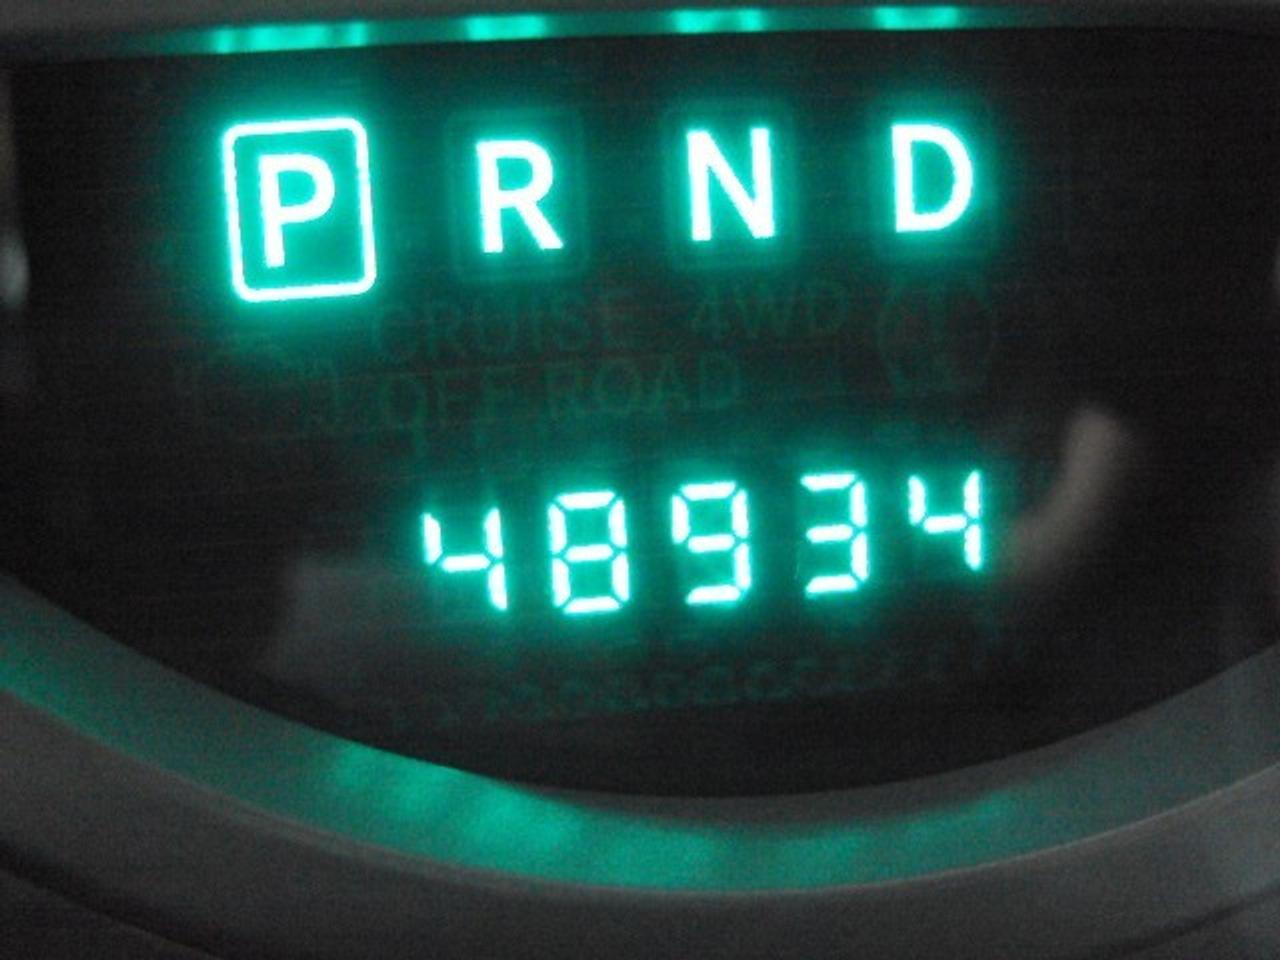 P R N D
CRUISE 4WD
OFF ROAD
48934